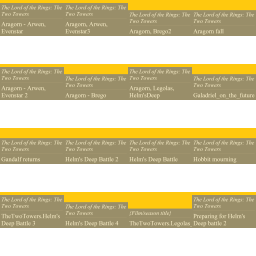 The Lord of the Rings: The
Two Towers
Aragorn - Arwen,
Evenstar
The Lord of the Rings: The
Two Towers
Aragorn, Arwen,
Evenstar3
The Lord of the Rings: The
Two Towers
Aragorn, Brego2
The Lord of the Rings: The
Two Towers
Aragorn fall
The Lord of the Rings: The
Two Towers
Aragorn - Arwen,
Evenstar 2
The Lord of the Rings: The
Two Towers
Aragorn - Brego
The Lord of the Rings: The
Two Towers
Aragorn, Legolas,
Helm'sDeep
The Lord of the Rings: The
Two Towers
Galadriel_on_the_future
The Lord of the Rings: The
Two Towers
Gandalf returns
The Lord of the Rings: The
Two Towers
Helm's Deep Battle 2
The Lord of the Rings: The
Two Towers
Helm's Deep Battle
The Lord of the Rings: The
Two Towers
Hobbit mourning
The Lord of the Rings: The
Two Towers
TheTwoTowers Helm's
Deep Battle 3
The Lord of the Rings: The
Two Towers
Helm's Deep Battle 4
[Film/season title]
TheTwoTowers Legolas
The Lord of the Rings: The
Two Towers
Preparing for Helm's
Deep battle 2